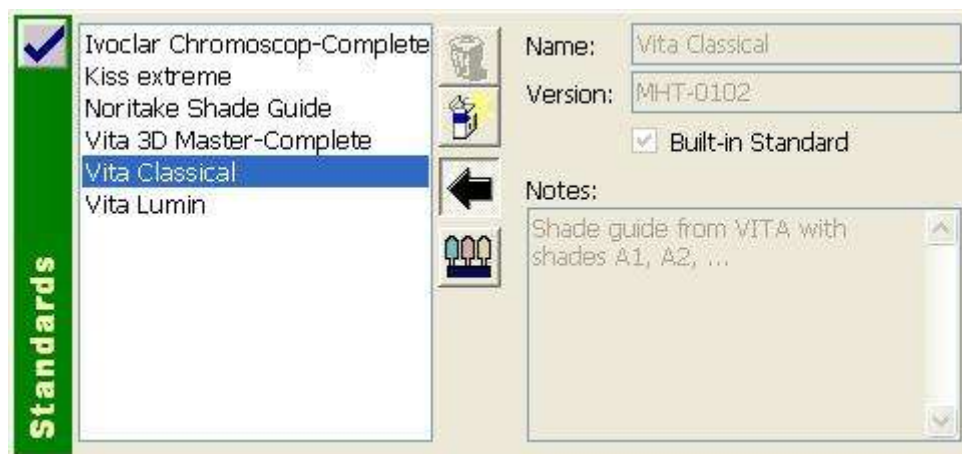 Standards
Ivoclar Chromoscop-Complete
Kiss extreme
Noritake Shade Guide
Vita 3D Master-Complete
Vita Classical
Vita Lumin
Name: Vita Classical
Version: MHT-0102
Built-in Standard
Notes:
Shade guide from VITA with
shades A1, A2, ...